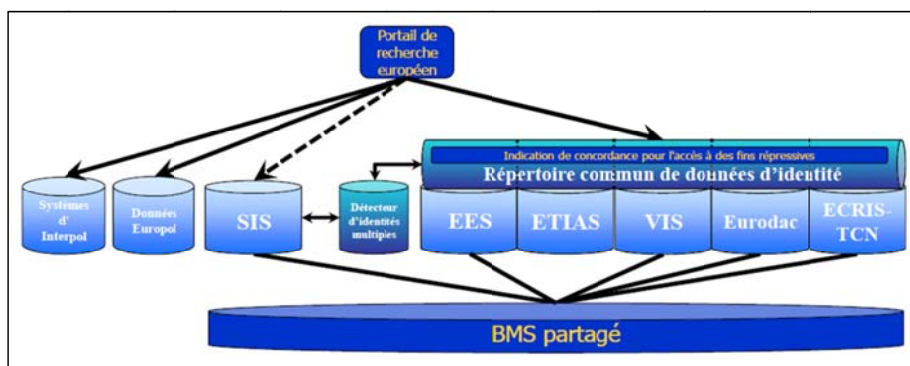 Portail de
recherche
européen
Indication de concordance pour l'accès à des fins répressives
Répertoire commun de données d'identité
Systèmes
d'
Interpol
Données
Europol
SIS
Détecteur
d'identités
multiples
EES
ETIAS
VIS
Eurodac
ECRIS-
TCN
BMS partagé